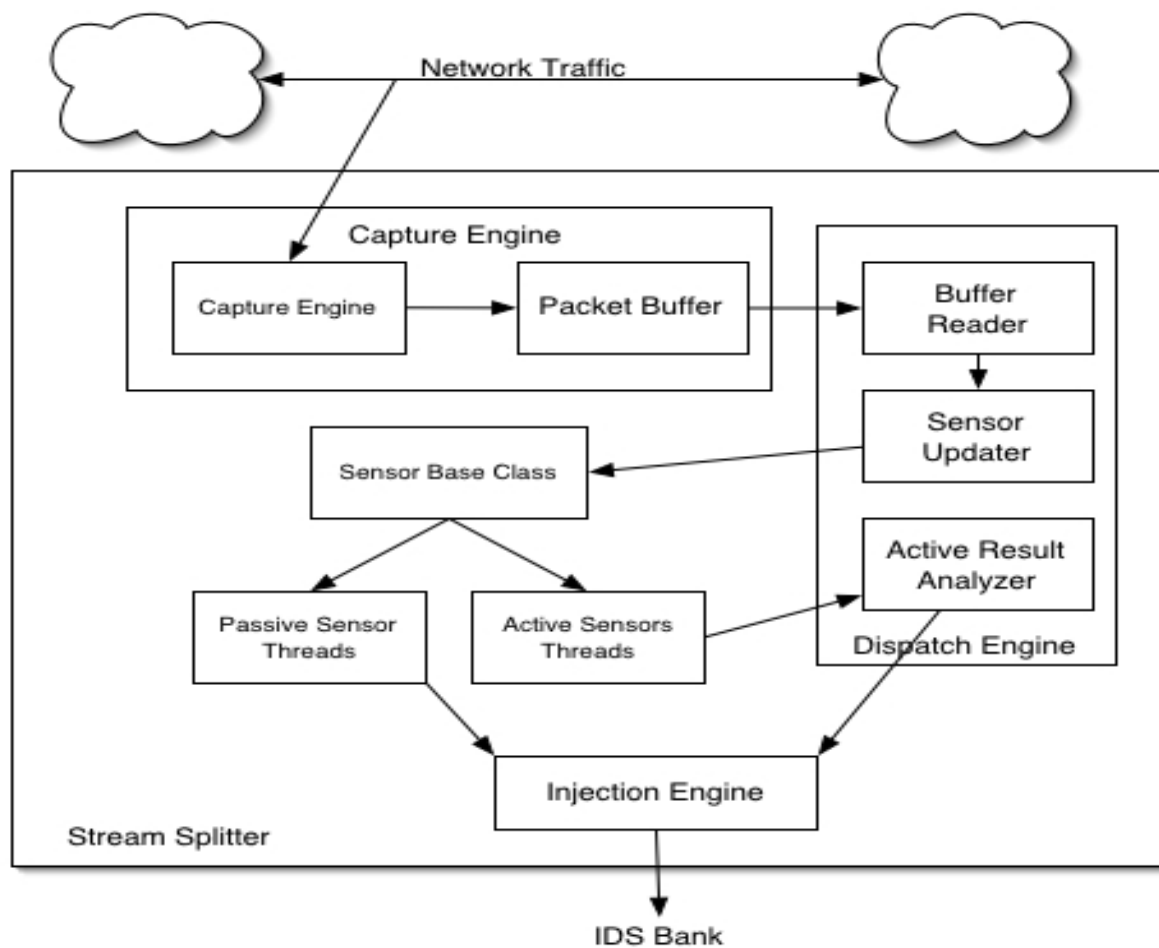 Network Traffic
Capture Engine
Capture Engine
Packet Buffer
Buffer
Reader
Sensor
Updater
Sensor Base Class
Active Result
Analyzer
Passive Sensor
Threads
Active Sensors
Threads
Dispatch Engine
Injection Engine
Stream Splitter
IDS Bank